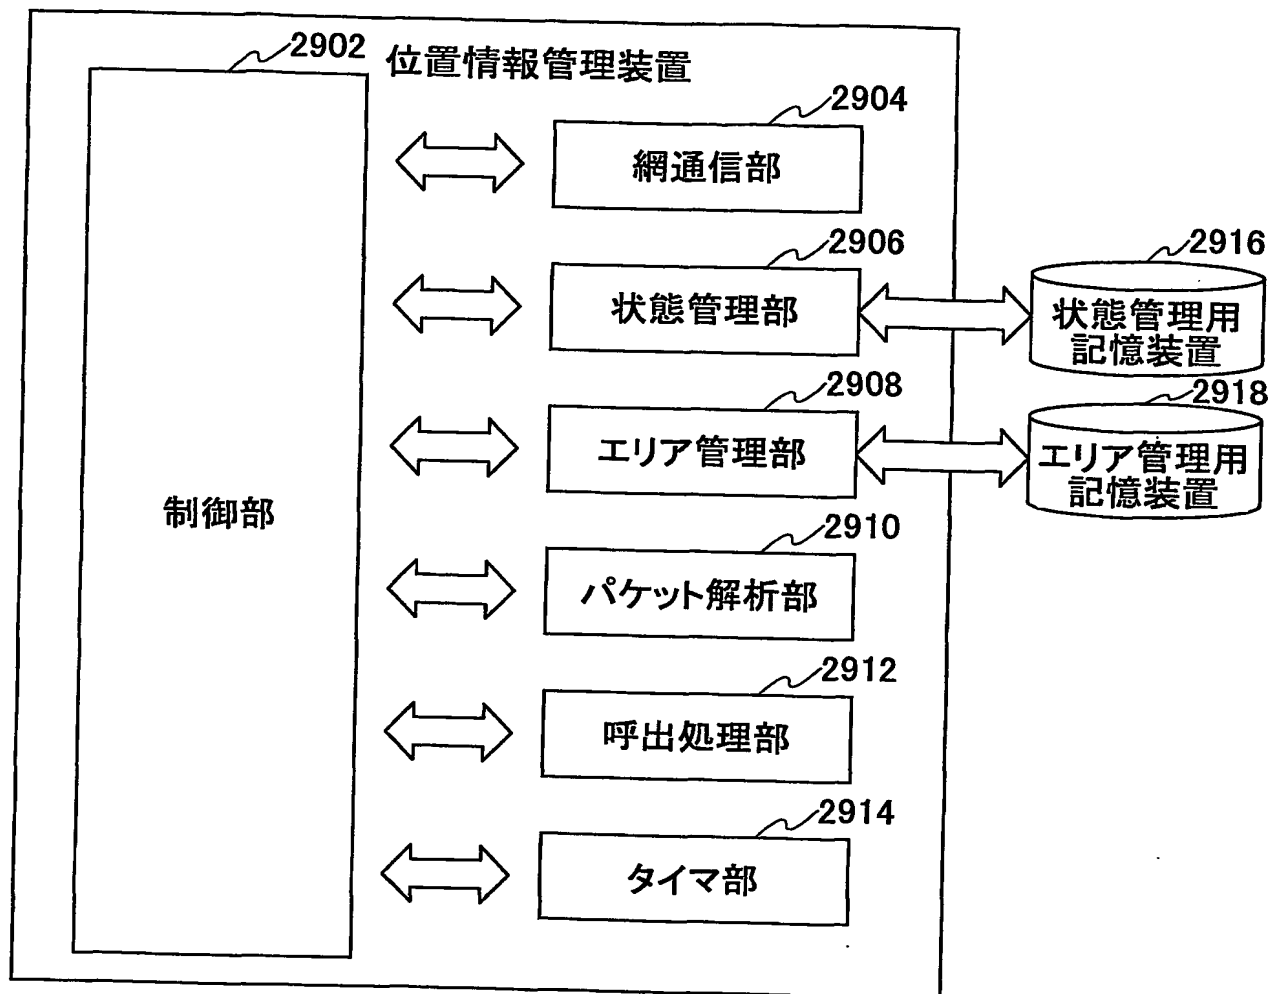 2902
位置情報管理装置
2904
網通信部
2906
状態管理部
2916
状態管理用
記憶装置
2908
エリア管理部
2918
エリア管理用
記憶装置
制御部
2910
パケット解析部
2912
呼出処理部
2914
タイマ部